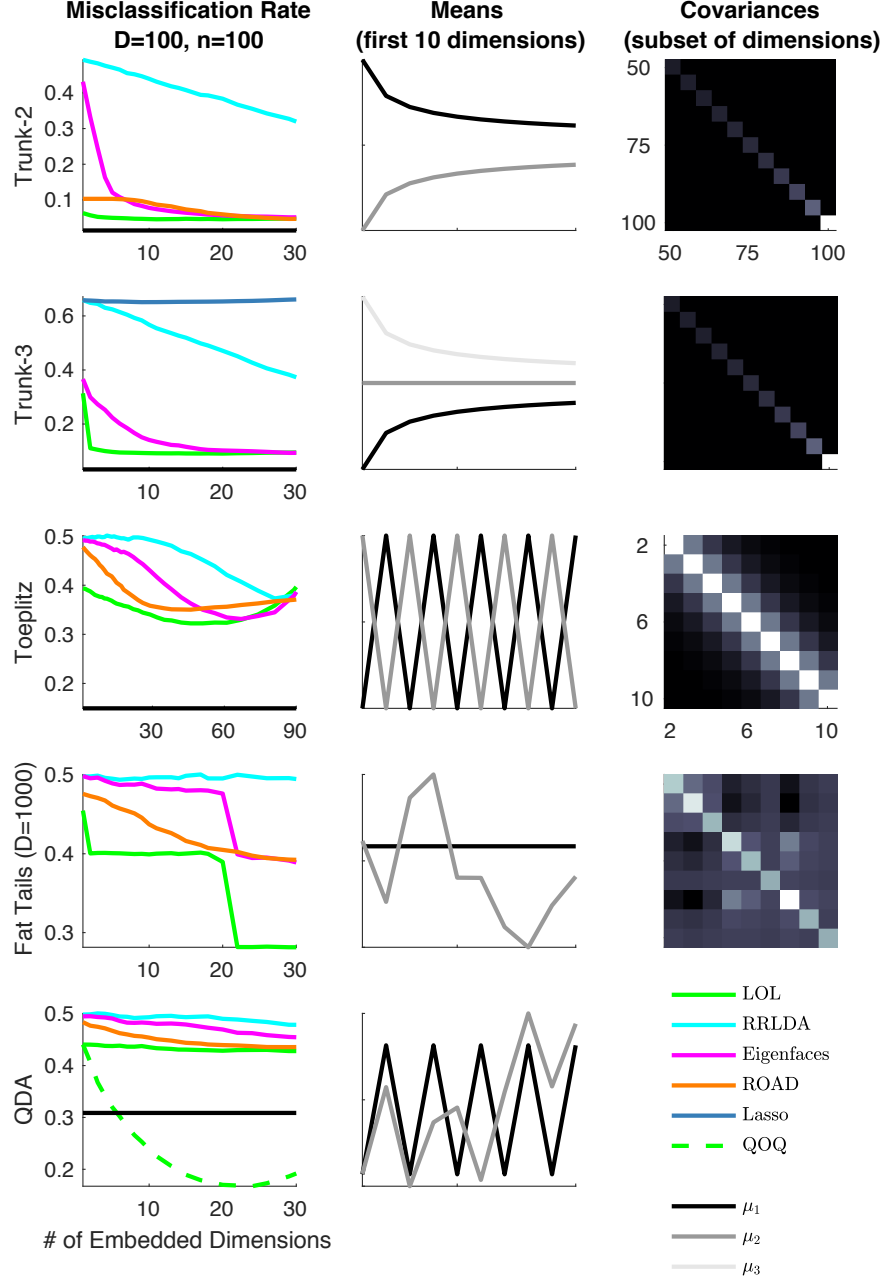 Misclassification Rate
D=100, n=100
Means
(first 10 dimensions)
Covariances
(subset of dimensions)
Trunk-2
0.4
0.3
0.2
0.1
10
20
30
50
75
100
50
75
100
Trunk-3
0.6
0.4
0.2
10
20
30
Toeplitz
0.5
0.4
0.3
0.2
30
60
90
2
6
10
2
6
10
Fat Tails (D=1000)
0.5
0.4
0.3
10
20
30
QDA
0.5
0.4
0.3
0.2
10
20
30
# of Embedded Dimensions
LOL
RRLDA
Eigenfaces
ROAD
Lasso
QOQ
μ₁
μ₂
μ₃